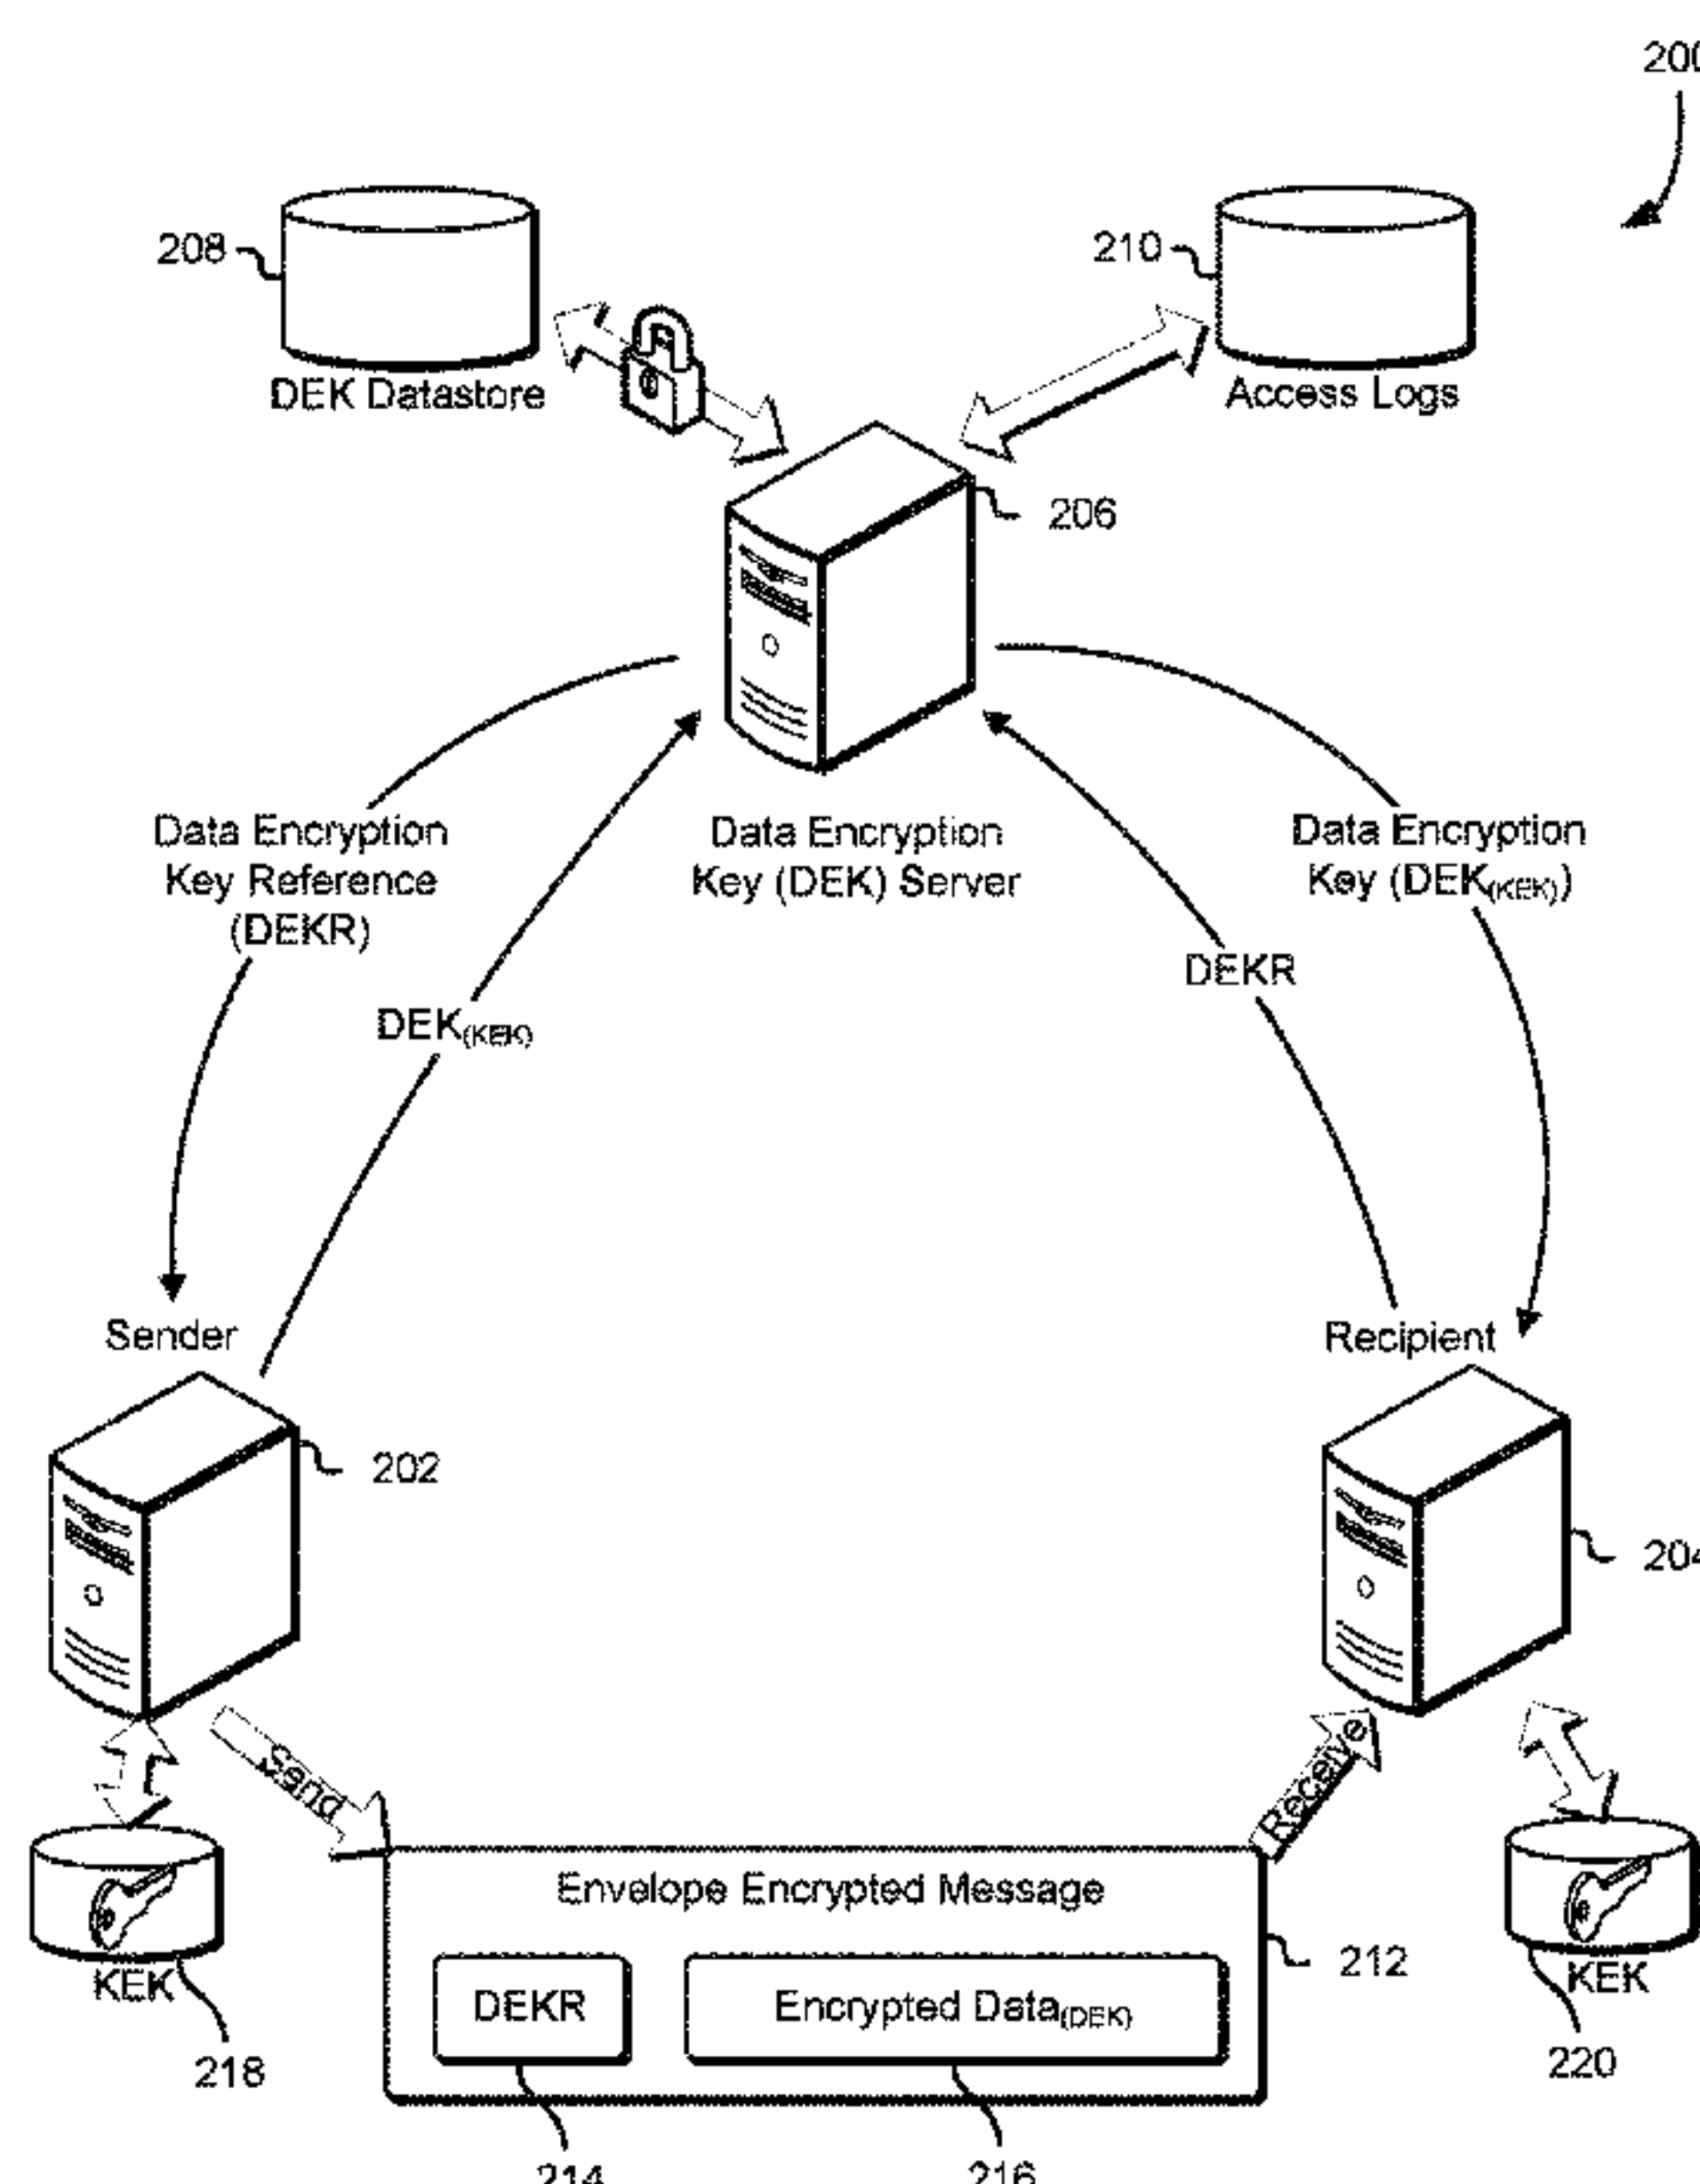 200
208
210
DEK Datastore
Access Logs
206
Data Encryption
Key Reference
(DEKR)
Data Encryption
Key (DEK) Server
Data Encryption
Key (DEK(KEK))
DEKR
DEK(KEK)
Sender
Recipient
202
204
Send
Receive
Envelope Encrypted Message
KEK
DEKR
Encrypted Data(DEK)
212
KEK
218
220
214
216